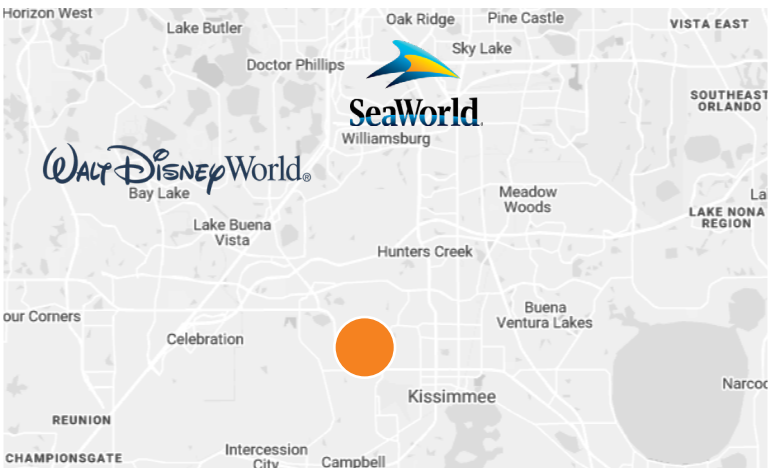 Horizon West
Lake Butler
Oak Ridge
Pine Castle
VISTA EAST
Sky Lake
Doctor Phillips
SeaWorld.
SOUTHEAST
ORLANDO
Williamsburg
WALT DISNEY World®
Bay Lake
Meadow
Woods
La
LAKE NONA
REGION
Lake Buena
Vista
Hunters Creek
our Corners
Buena
Ventura Lakes
Celebration
Narcoo
Kissimmee
REUNION
Intercession
City
Campbell
CHAMPIONSGATE